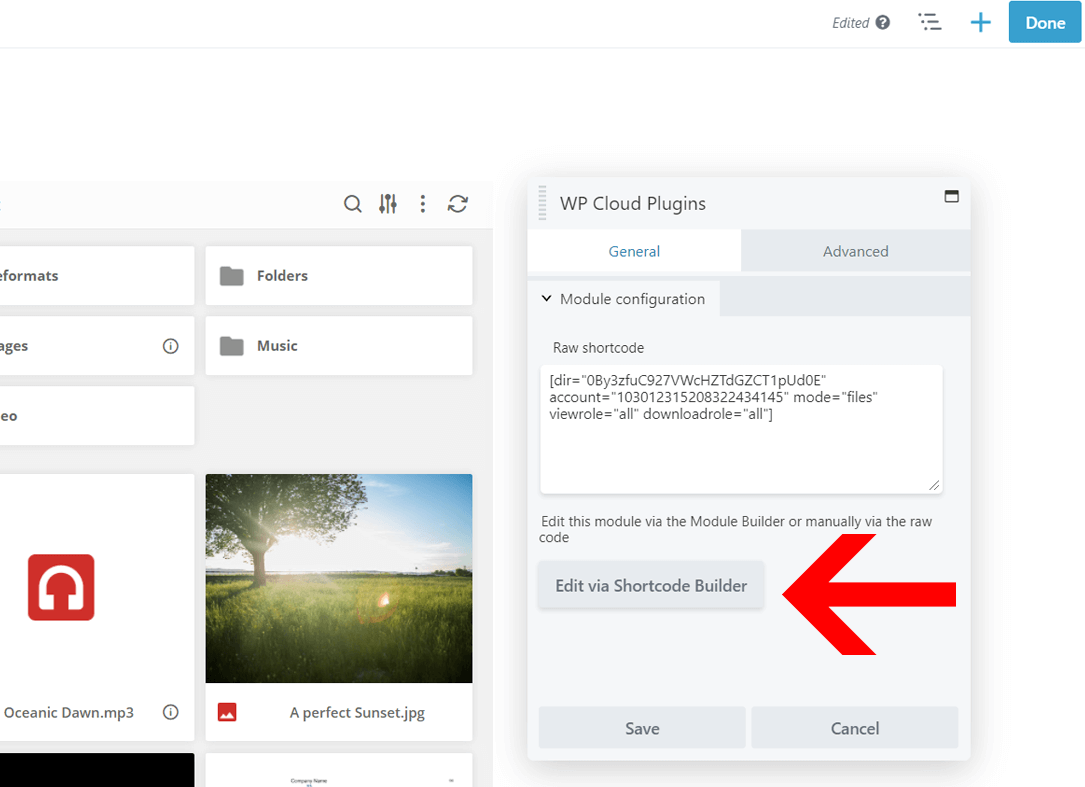 Edited
Done
WP Cloud Plugins
General
Advanced
Module configuration
Raw shortcode
[dir="0By3zfuC927VWcHZTdGZCT1pUd0E"
account="103012315208322434145" mode="files"
viewrole="all" downloadrole="all"]
Edit this module via the Module Builder or manually via the raw
code
Edit via Shortcode Builder
Save
Cancel
eformats
Folders
ages
Music
eo
Oceanic Dawn.mp3
A perfect Sunset.jpg
Company Name